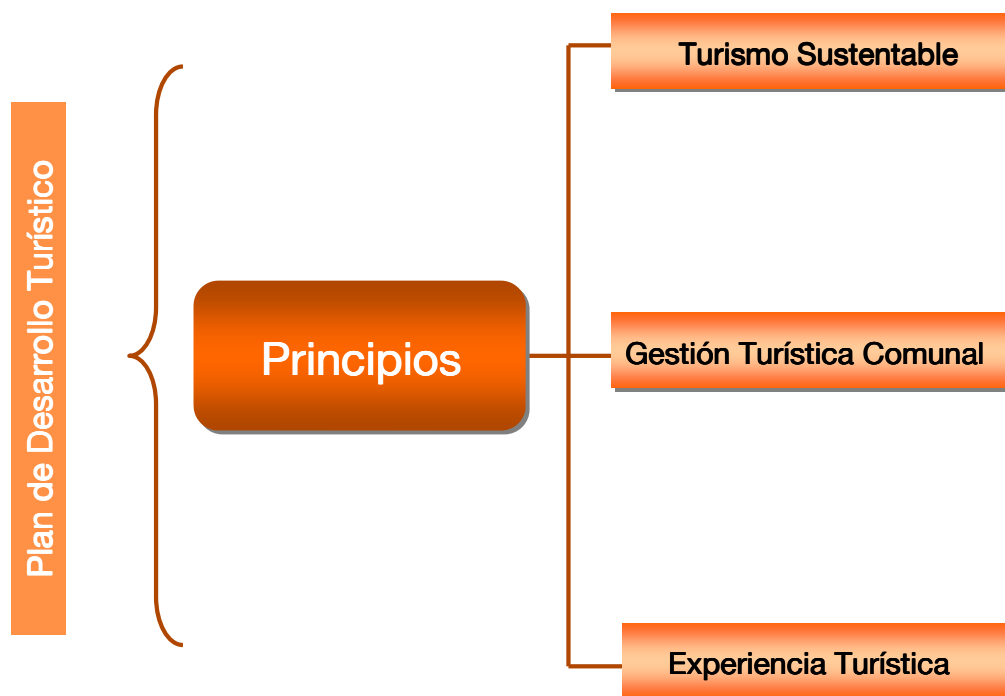 Plan de Desarrollo Turístico
Principios
Turismo Sustentable
Gestión Turística Comunal
Experiencia Turística